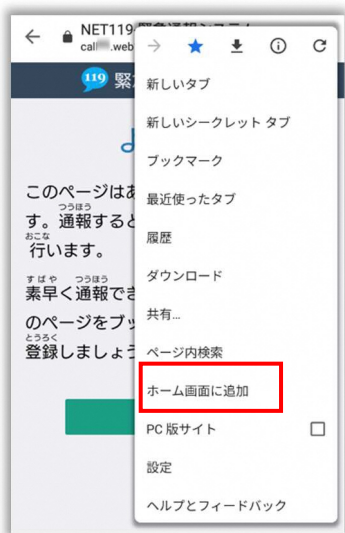 NET119緊急通報システム
call .web
119 緊
よ
このページはあ
つうほう
す。通報すると
おこな
行います。
すばや つうほう
素早く通報でき
のページをブッ
とうろく
登録しましょう
新しいタブ
新しいシークレット タブ
ブックマーク
最近使ったタブ
履歴
ダウンロード
共有...
ページ内検索
ホーム画面に追加
PC 版サイト
設定
ヘルプとフィードバック